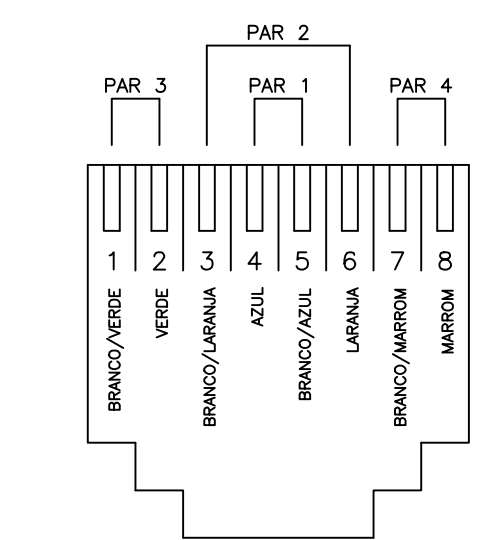 PAR 2
PAR 3
PAR 1
PAR 4
1
2
3
4
5
6
7
8
BRANCO/VERDE
VERDE
BRANCO/LARANJA
AZUL
BRANCO/AZUL
LARANJA
BRANCO/MARROM
MARROM